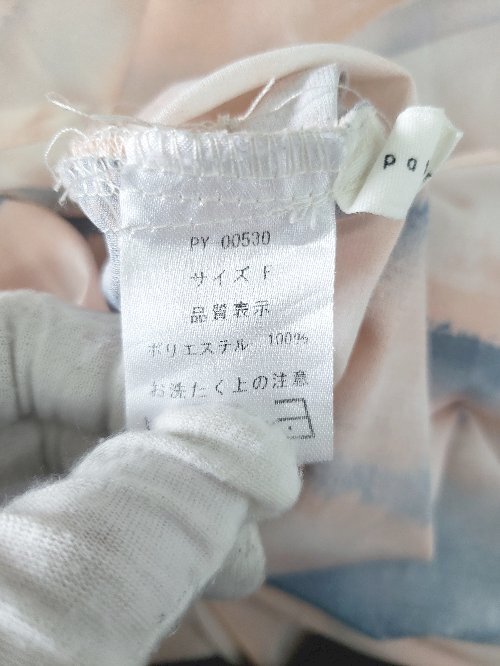 PY 00530
サイズ F
品質表示
ポリエステル 100%
お洗たく上の注意